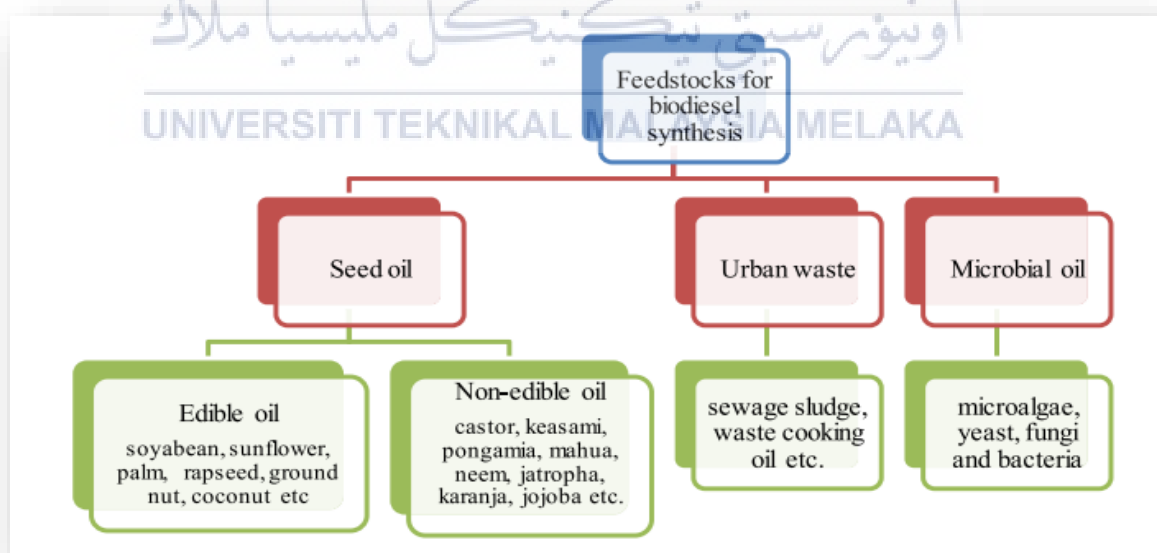 اونيۏرسيتي تيكنيكل مليسيا ملاك
UNIVERSITI TEKNIKAL MALAYSIA MELAKA
Feedstocks for
biodiesel
synthesis
Seed oil
Urban waste
Microbial oil
Edible oil
soyabean, sunflower,
palm, rapseed, ground
nut, coconut etc
Non-edible oil
castor, keasami,
pongamia, mahua,
neem, jatropha,
karanja, jojoba etc.
sewage sludge,
waste cooking
oil etc.
microalgae,
yeast, fungi
and bacteria